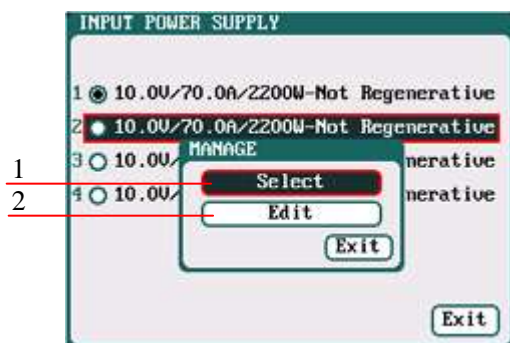 INPUT POWER SUPPLY
1 10.0V/70.0A/2200W-Not Regenerative
2 10.0V/70.0A/2200W-Not Regenerative
3 10.0V/ nerative
4 10.0V/ nerative
MANAGE
Select
Edit
Exit
Exit
1
2